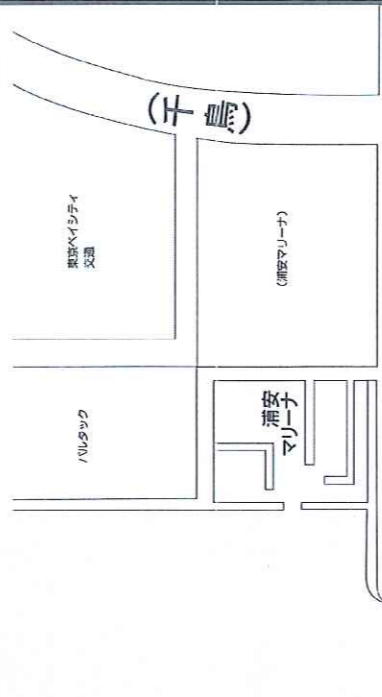 (千鳥)
東京ベイシティ
交通
(浦安マリーナ)
パルタック
浦安
マリーナ